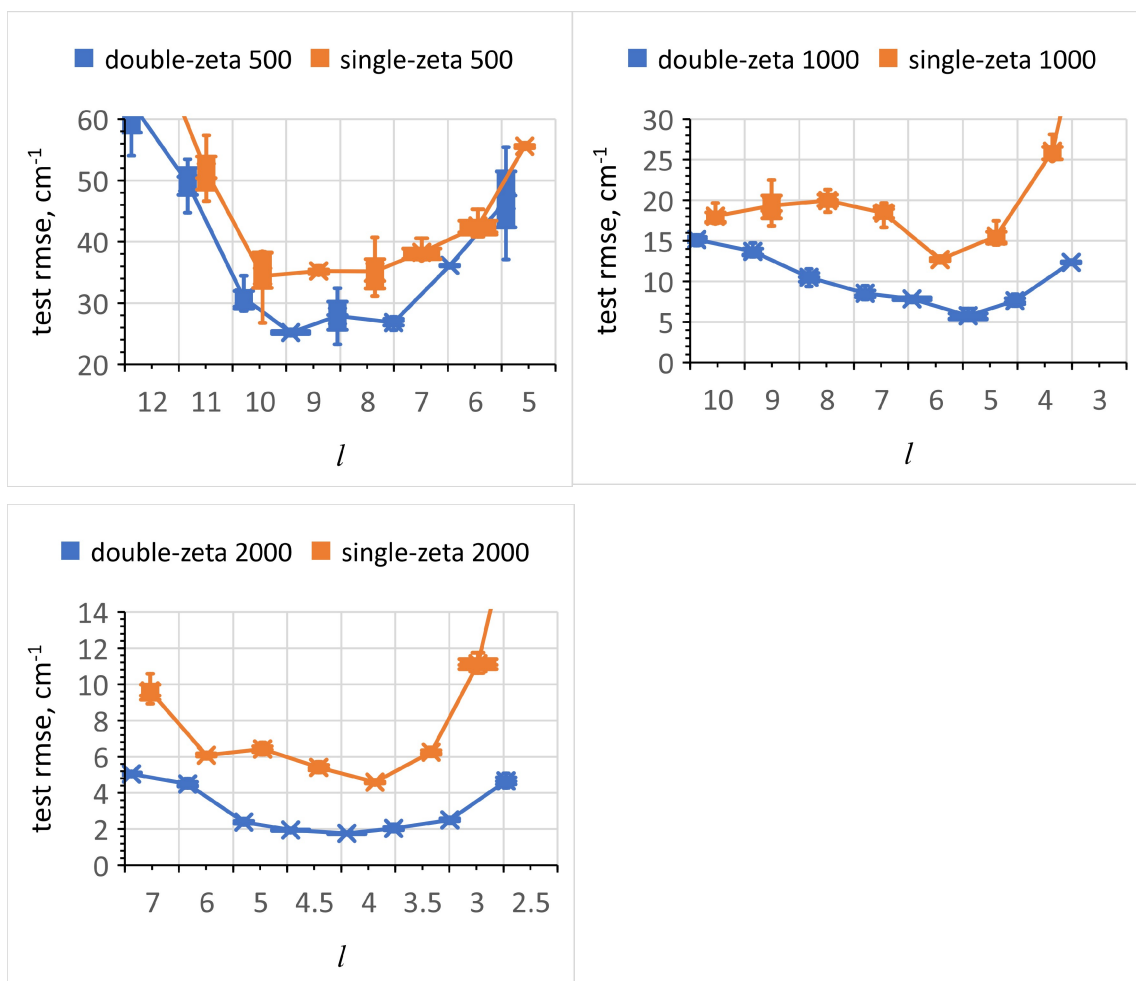 double-zeta 500 single-zeta 500
60
50
40
30
20
test rmse, cm-1
12 11 10 9 8 7 6 5
l
double-zeta 1000 single-zeta 1000
30
25
20
15
10
5
0
test rmse, cm-1
10 9 8 7 6 5 4 3
l
double-zeta 2000 single-zeta 2000
14
12
10
8
6
4
2
0
test rmse, cm-1
7 6 5 4.5 4 3.5 3 2.5
l